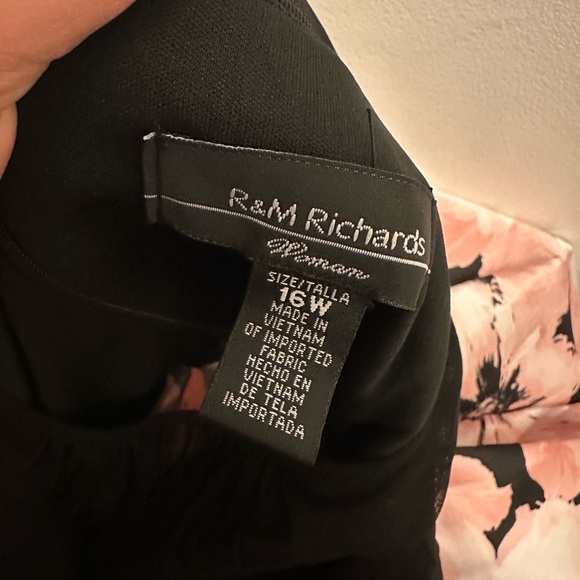 R&M Richards
Woman
SIZE/TALLA
16W
MADE IN
VIETNAM
OF IMPORTED
FABRIC
HECHO EN
VIETNAM
DE TELA
IMPORTADA